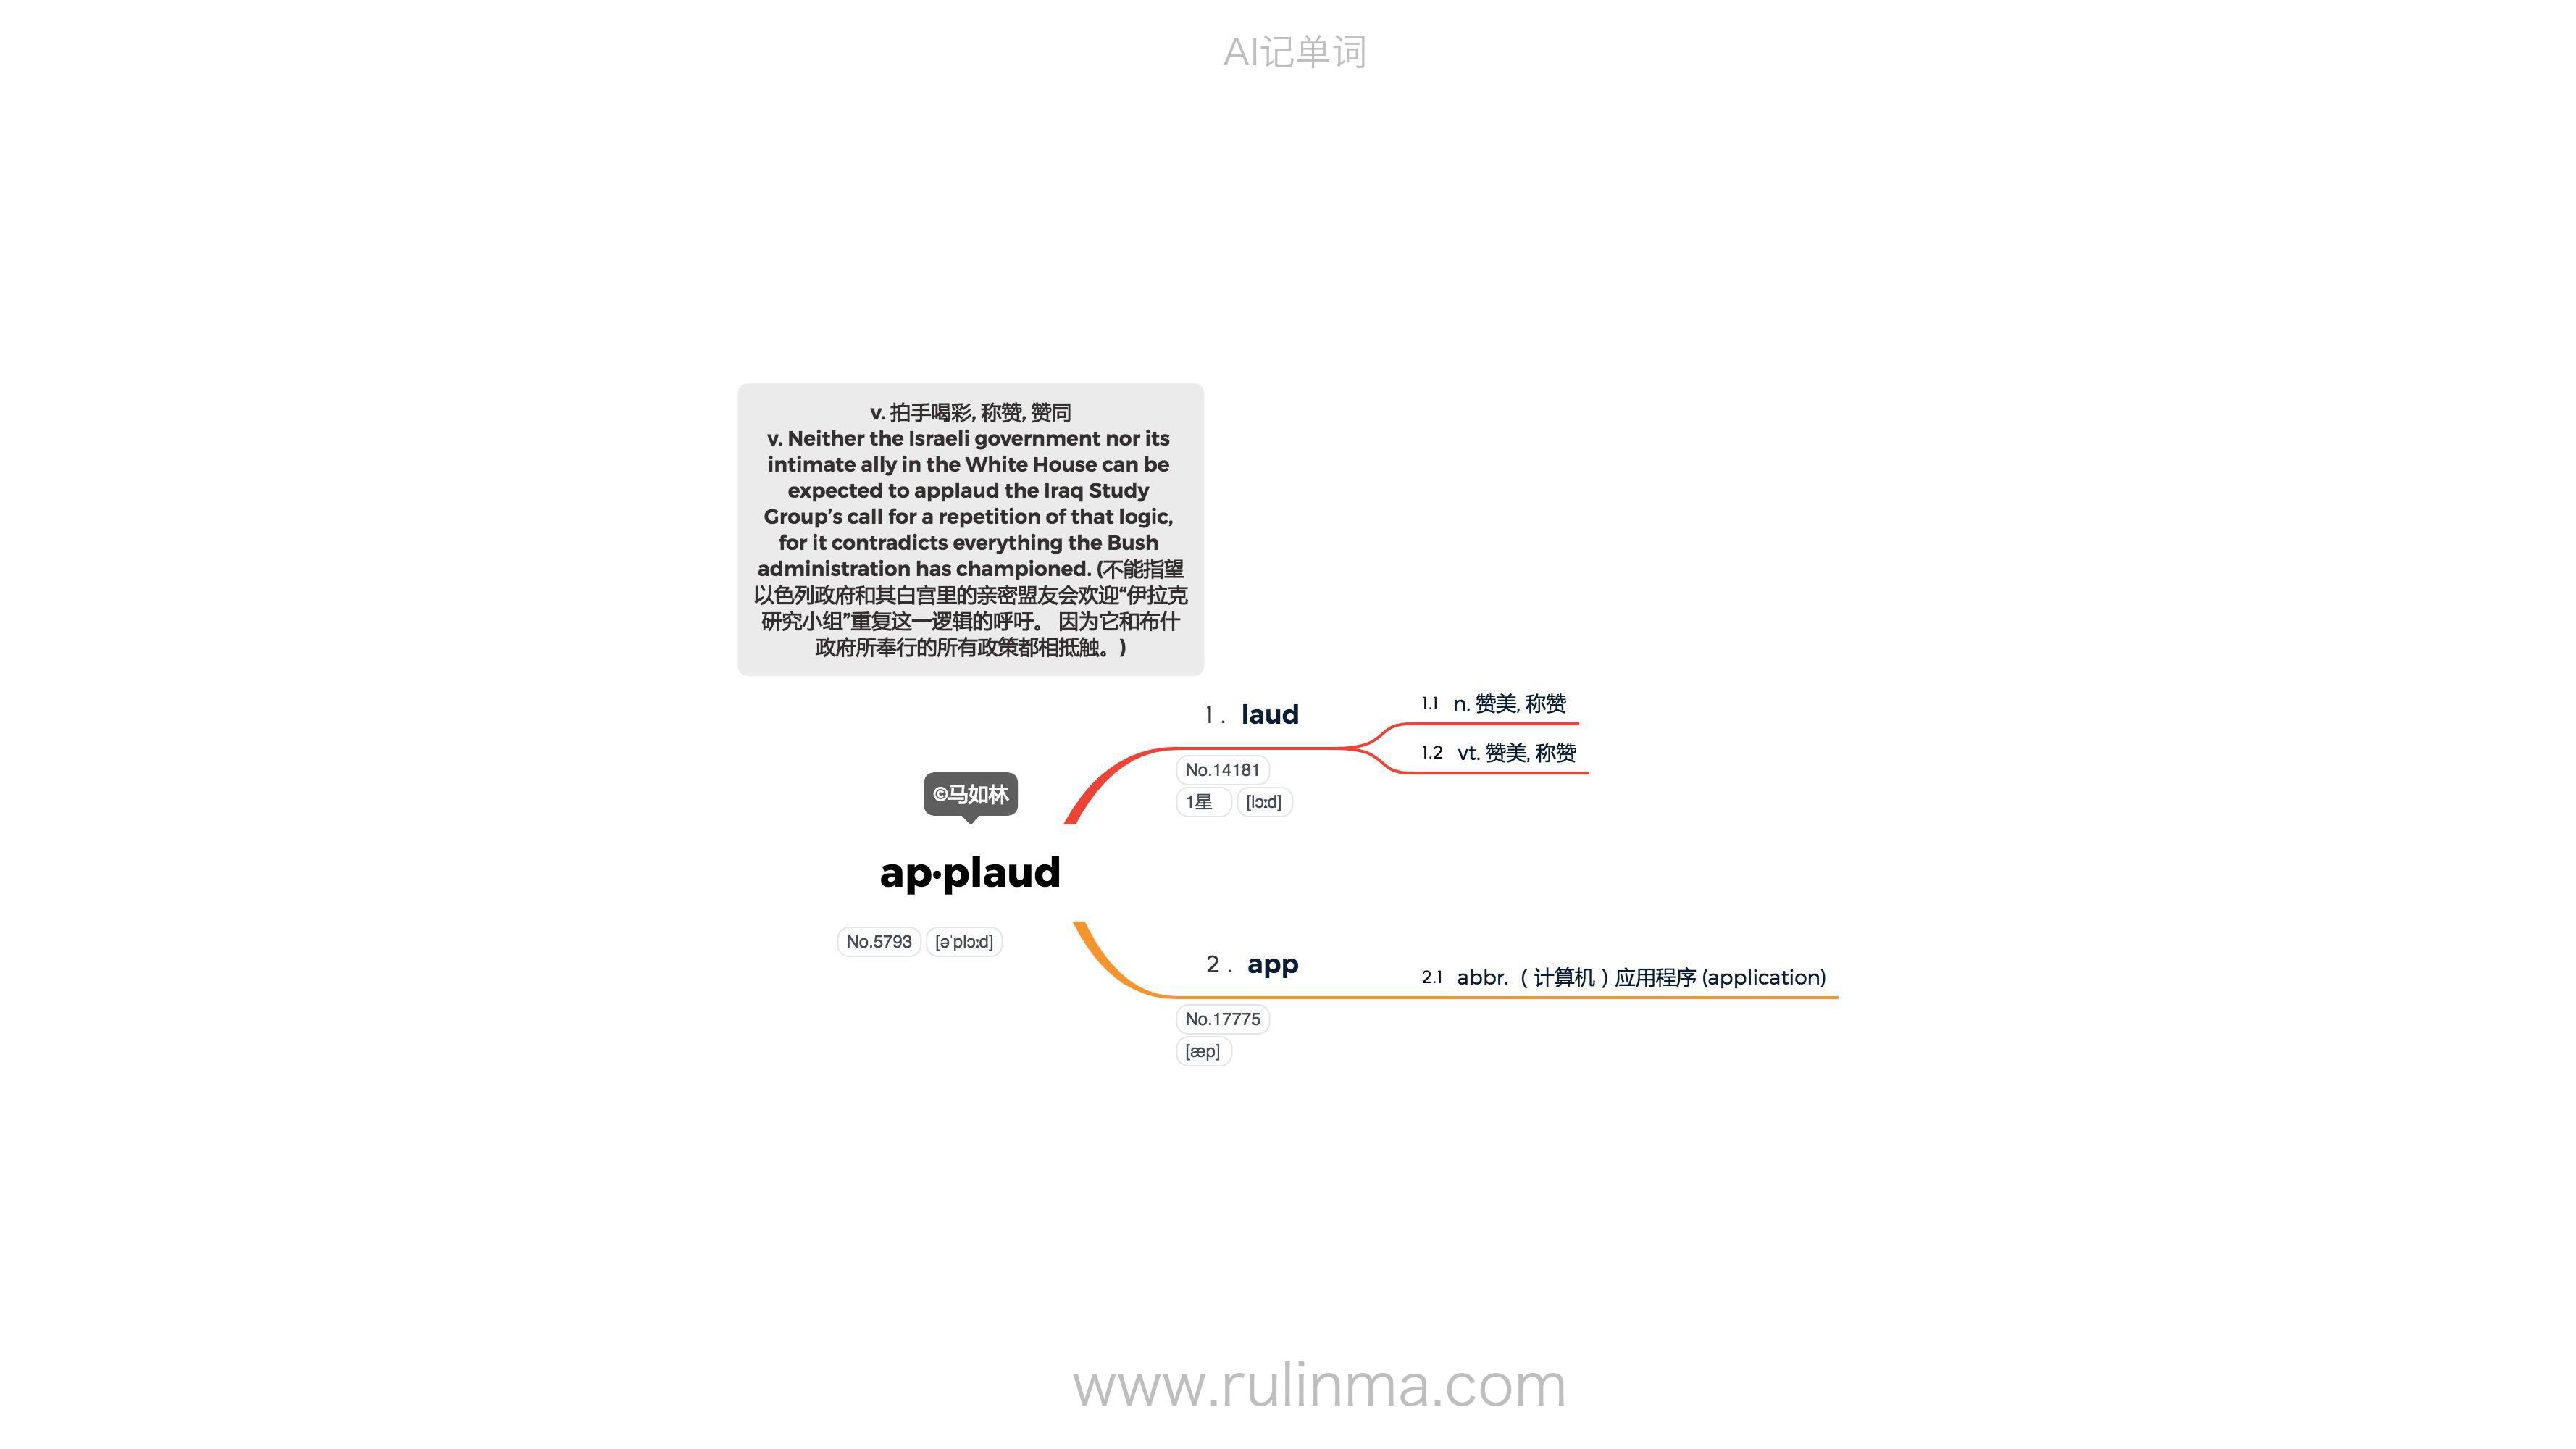 AI记单词
v. 拍手喝彩, 称赞, 赞同
v. Neither the Israeli government nor its
intimate ally in the White House can be
expected to applaud the Iraq Study
Group’s call for a repetition of that logic,
for it contradicts everything the Bush
administration has championed. (不能指望
以色列政府和其白宫里的亲密盟友会欢迎“伊拉克
研究小组”重复这一逻辑的呼吁。 因为它和布什
政府所奉行的所有政策都相抵触。)
©马如林
ap·plaud
No.5793 [əˈplɔːd]
1. laud
No.14181
1星 [lɔːd]
1.1 n. 赞美, 称赞
1.2 vt. 赞美, 称赞
2. app
No.17775
[æp]
2.1 abbr. （计算机）应用程序 (application)
www.rulinma.com